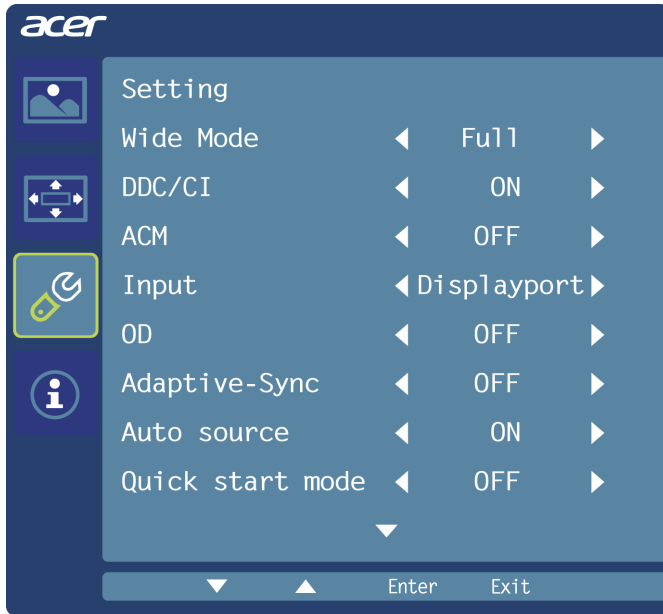 acer
Setting
Wide Mode Full
DDC/CI ON
ACM OFF
Input Displayport
OD OFF
Adaptive-Sync OFF
Auto source ON
Quick start mode OFF
Enter Exit